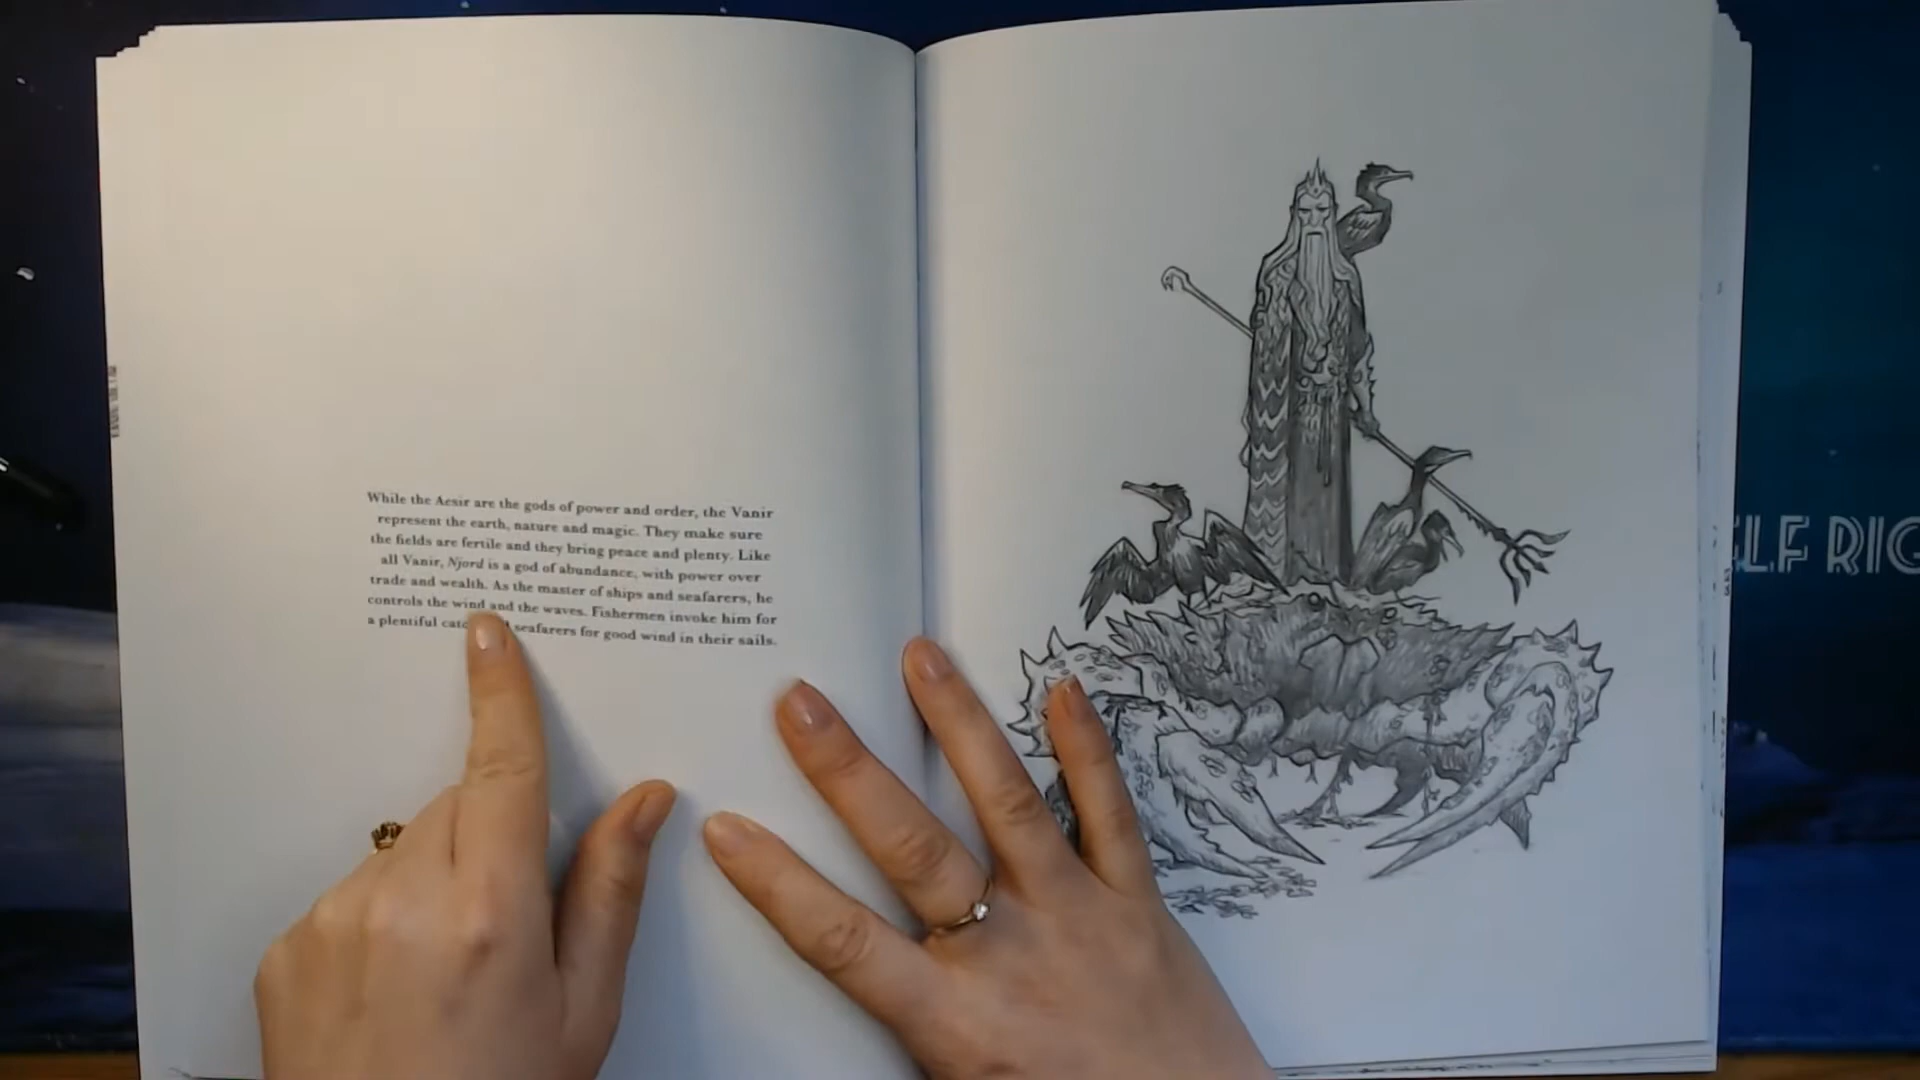 While the Aesir are the gods of power and order, the Vanir
represent the earth, nature and magic. They make sure
the fields are fertile and they bring peace and plenty. Like
all Vanir, Njord is a god of abundance, with power over
trade and wealth. As the master of ships and seafarers, he
controls the wind and the waves. Fishermen invoke him for
a plentiful seafarers for good wind in their sails.
ELF RIG